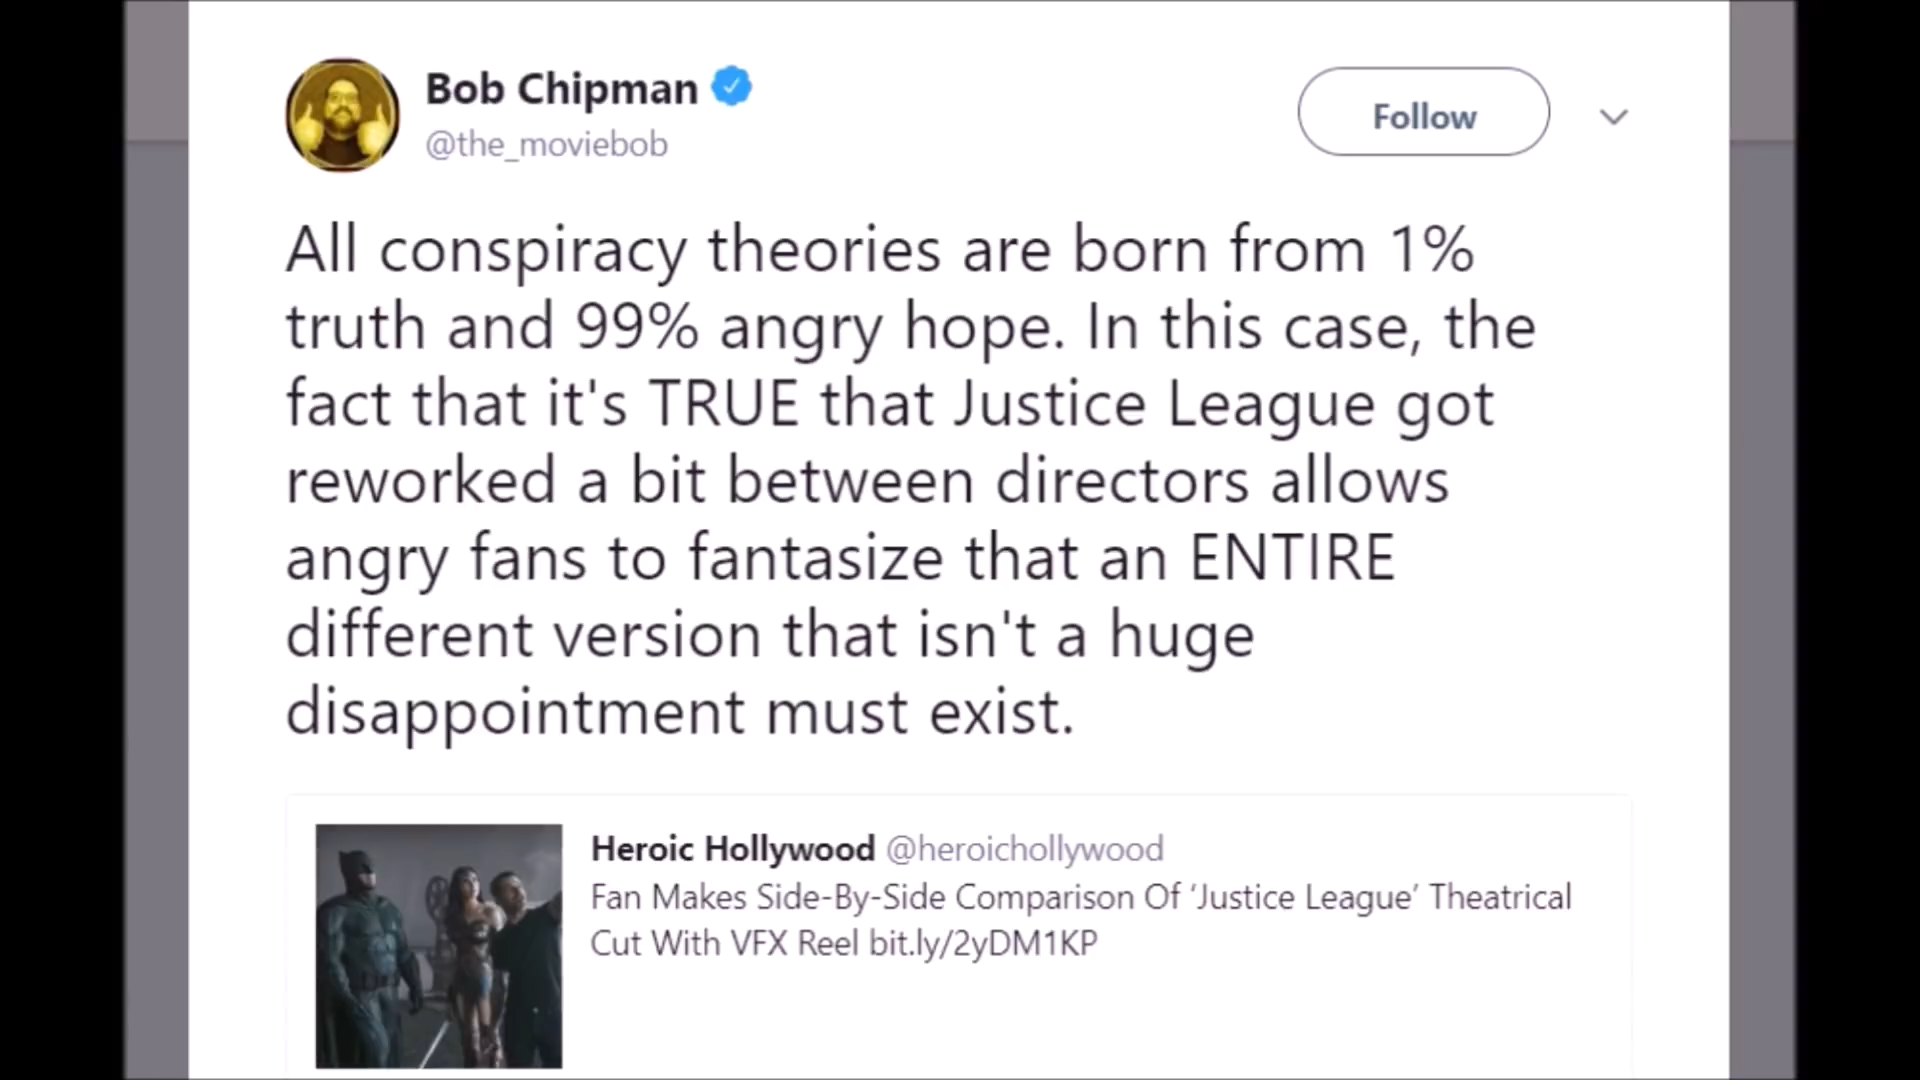 Bob Chipman
@the_moviebob
Follow
All conspiracy theories are born from 1%
truth and 99% angry hope. In this case, the
fact that it's TRUE that Justice League got
reworked a bit between directors allows
angry fans to fantasize that an ENTIRE
different version that isn't a huge
disappointment must exist.
Heroic Hollywood @heroichollywood
Fan Makes Side-By-Side Comparison Of ‘Justice League’ Theatrical
Cut With VFX Reel bit.ly/2yDM1KP